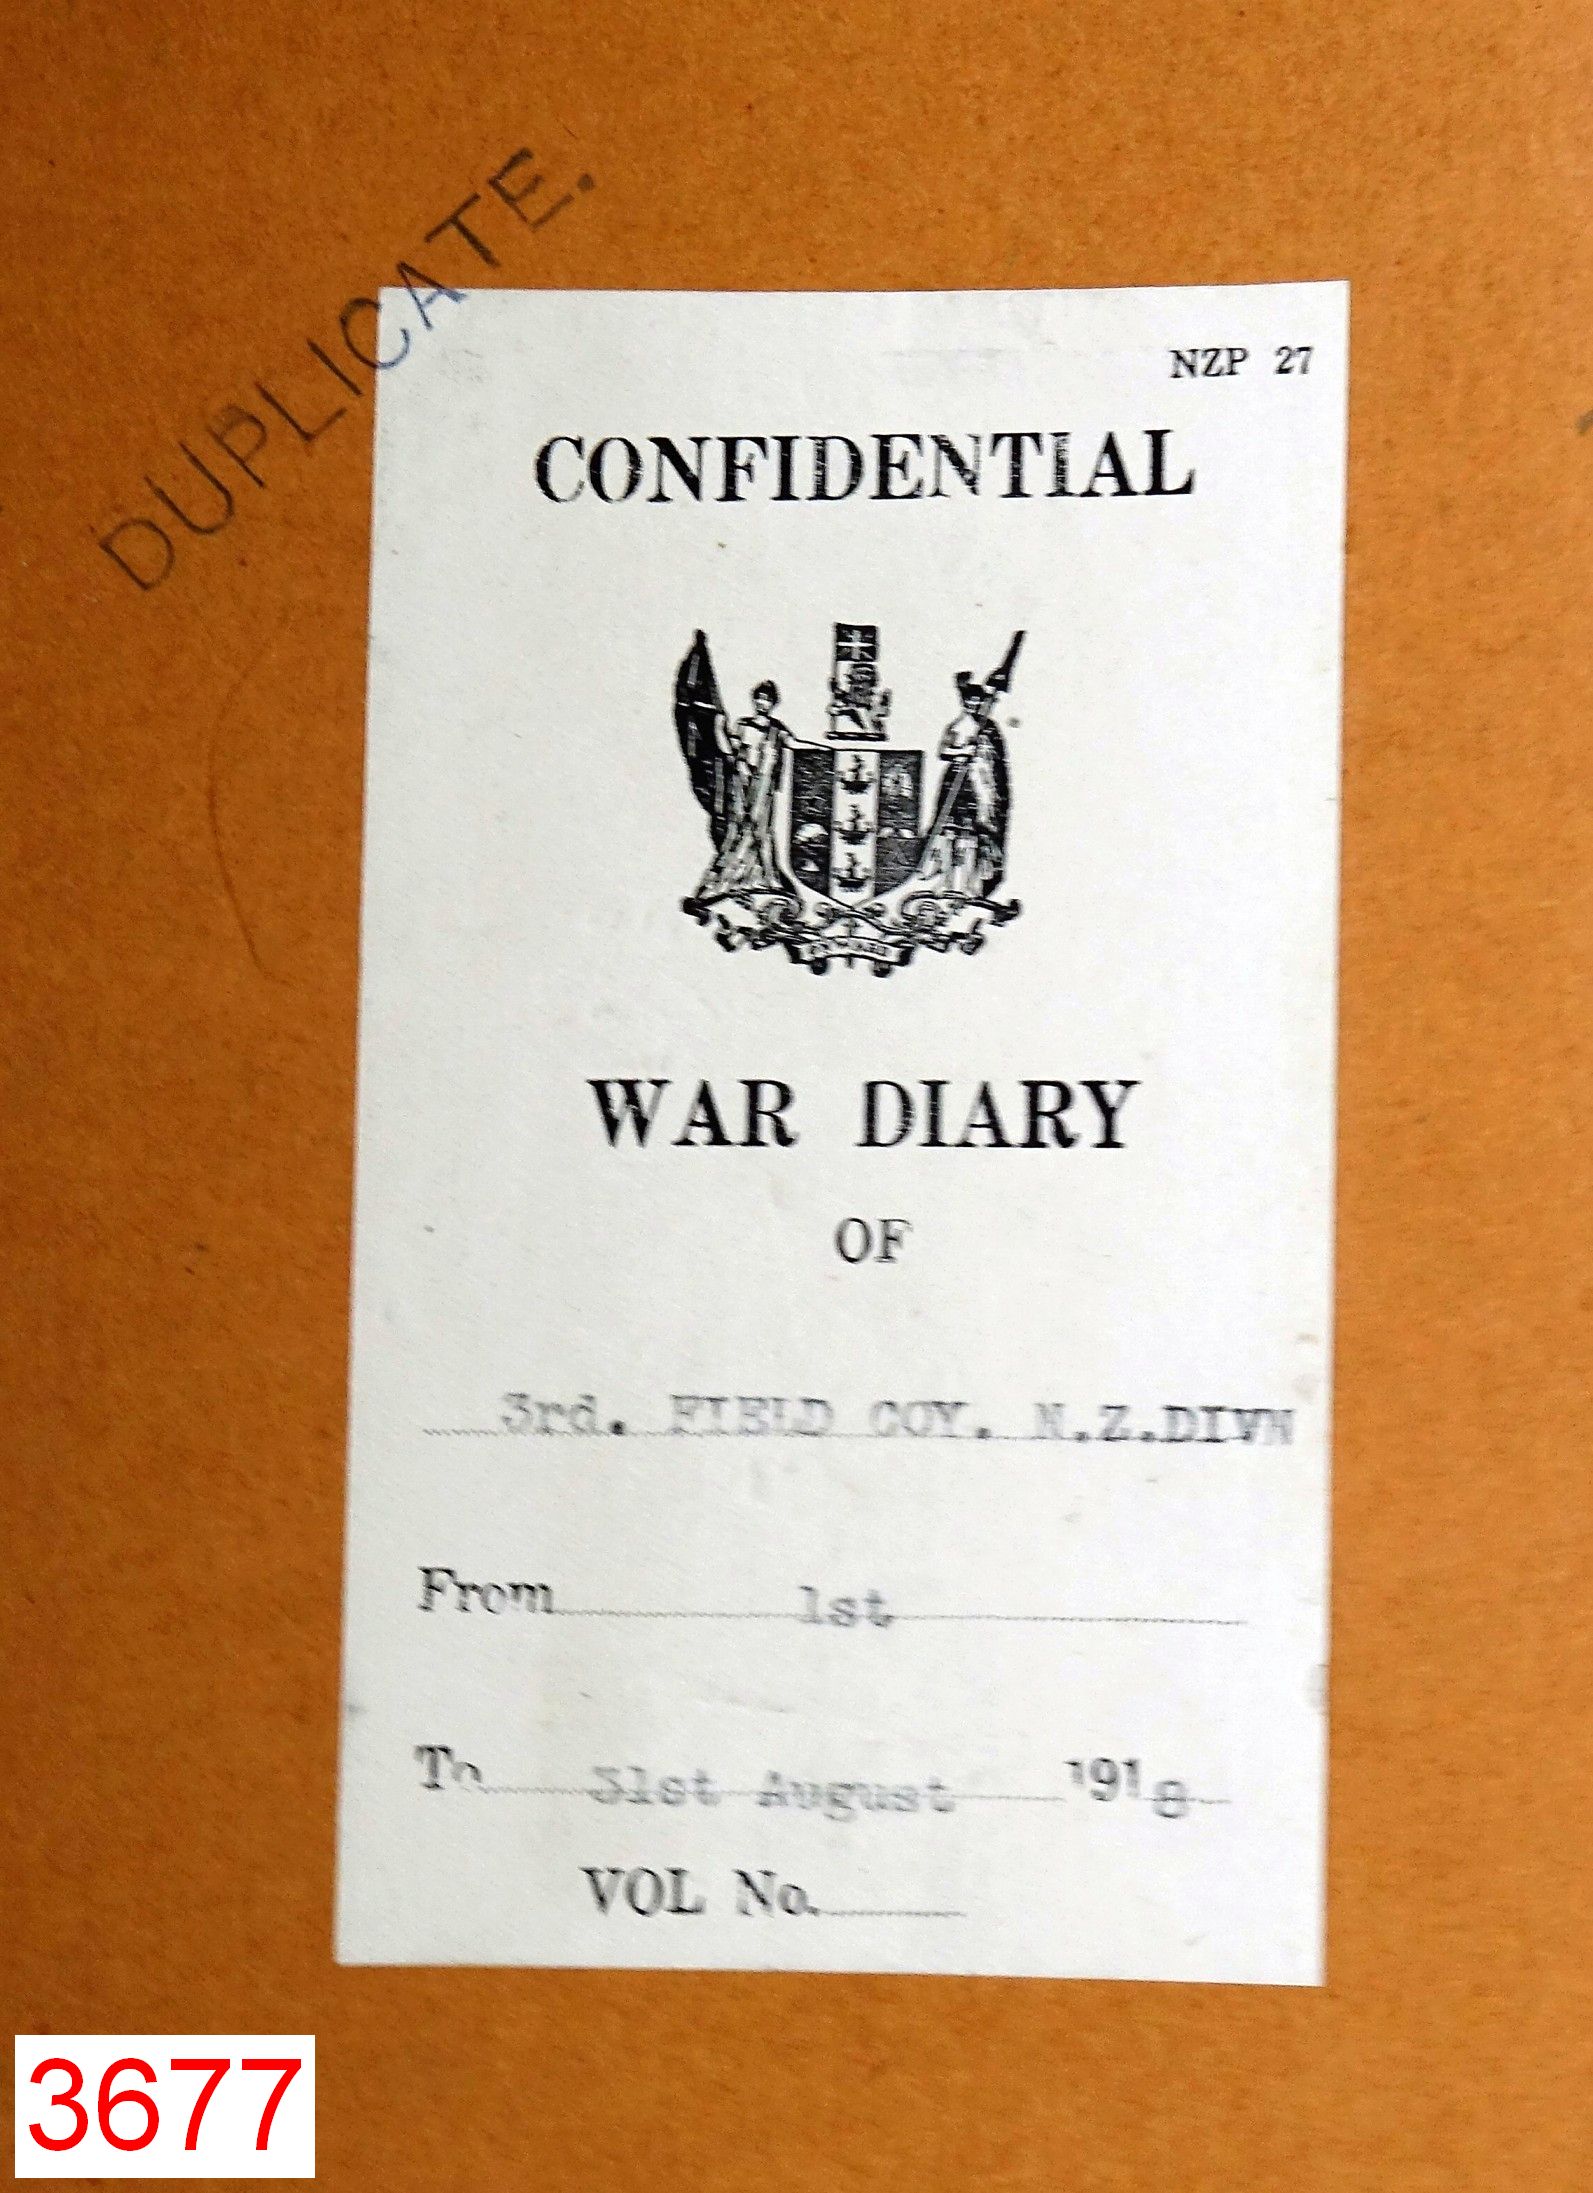 DUPLICATE.
NZP 27
CONFIDENTIAL
WAR DIARY
OF
3rd. FIELD COY. N.Z.DIVN
From 1st
To 31st August 1918
VOL No.
3677